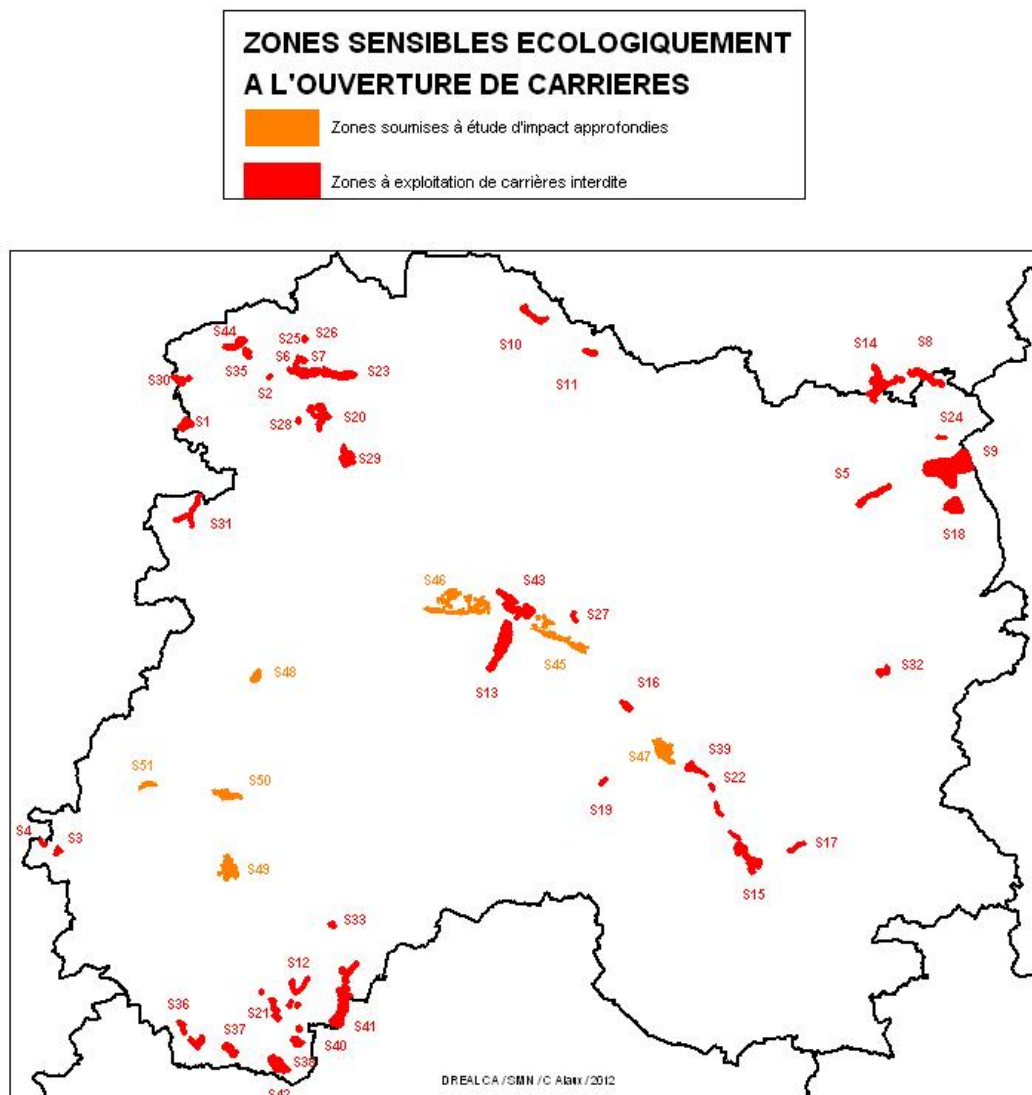 ZONES SENSIBLES ECOLOGIQUEMENT
A L'OUVERTURE DE CARRIERES
Zones soumises à étude d'impact approfondies
Zones à exploitation de carrières interdite
S44
S25
S26
S10
S6
S7
S14
S8
S30
S35
S23
S11
S2
S1
S28
S20
S24
S29
S9
S5
S31
S18
S46
S43
S27
S45
S48
S13
S32
S16
S51
S50
S47
S39
S22
S19
S4
S3
S17
S49
S15
S33
S12
S36
S21
S37
S41
S40
S38
S42
DREAL CA / SMN / C Alaux / 2012